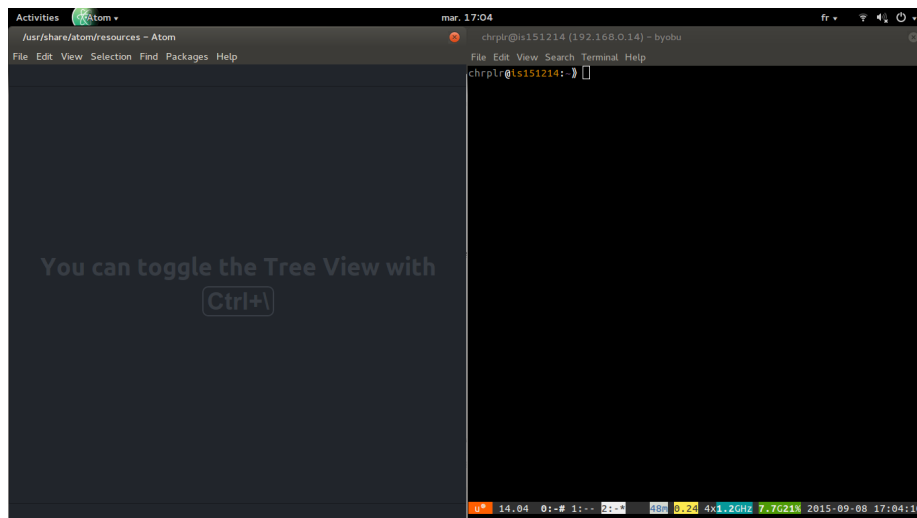 Activities Atom mar. 17:04 fr
/usr/share/atom/resources – Atom
File Edit View Selection Find Packages Help
You can toggle the Tree View with
Ctrl+\
chrplr@is151214 (192.168.0.14) – byobu
File Edit View Search Terminal Help
chrplr@is151214:~⟫
u* 14.04 0:-# 1:-- 2:-* 48m 0.24 4x1.2GHz 7.7G21% 2015-09-08 17:04:1